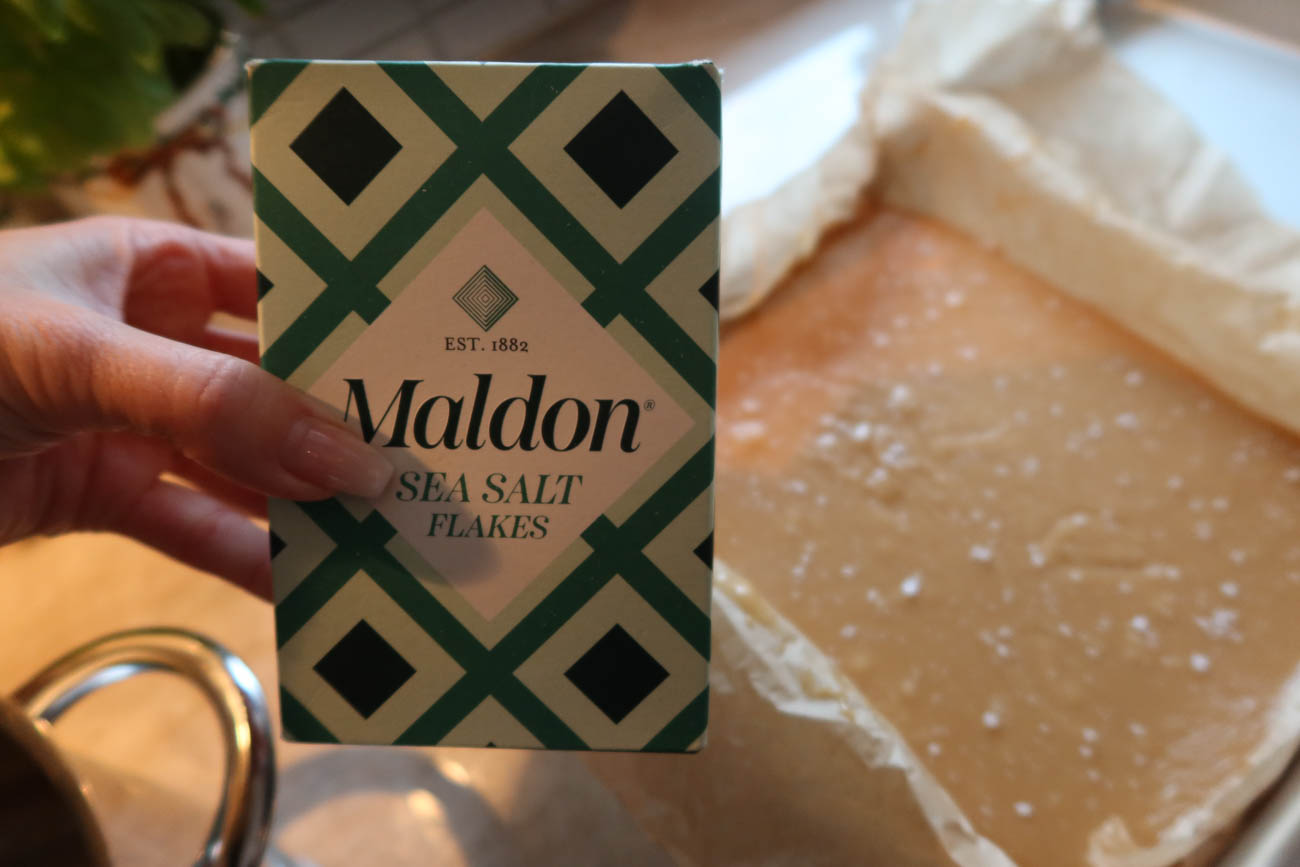 EST. 1882
Maldon®
SEA SALT
FLAKES